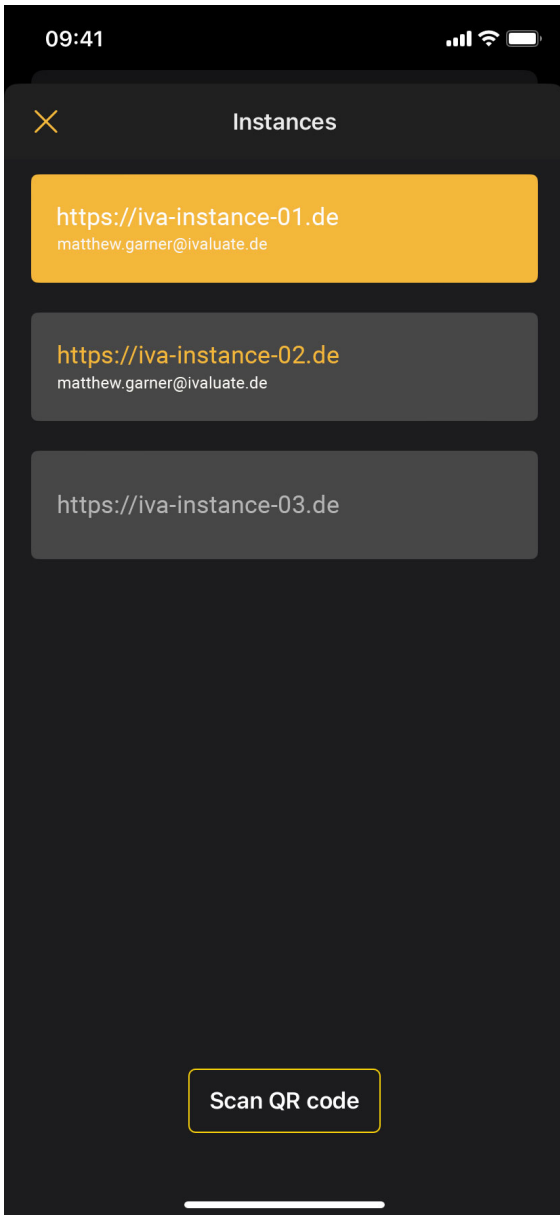 09:41
Instances
https://iva-instance-01.de
matthew.garner@ivaluate.de
https://iva-instance-02.de
matthew.garner@ivaluate.de
https://iva-instance-03.de
Scan QR code